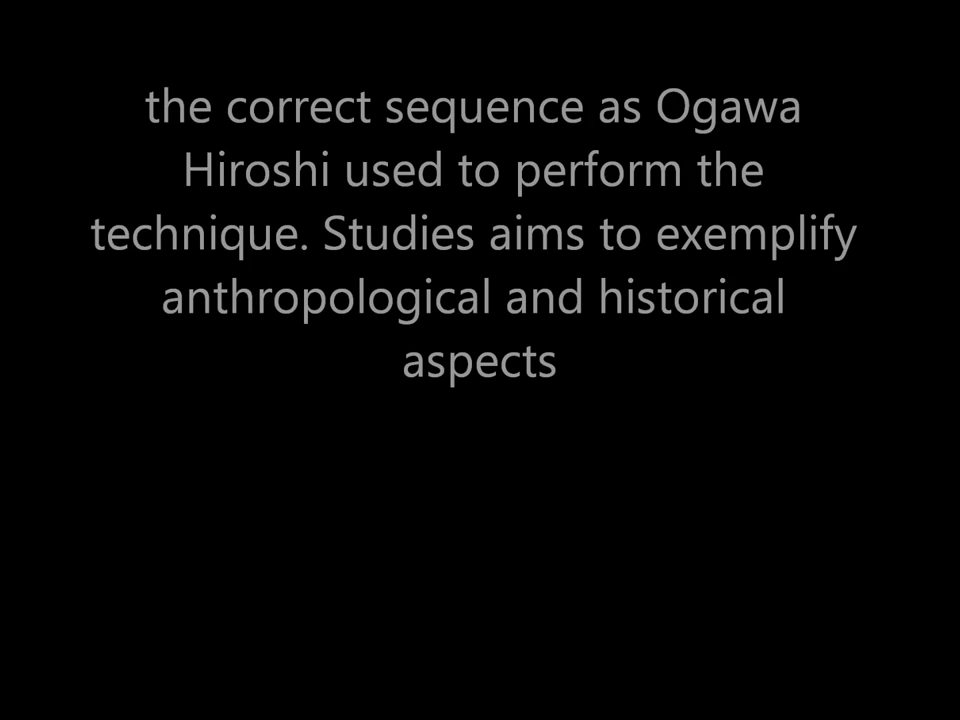 the correct sequence as Ogawa
Hiroshi used to perform the
technique. Studies aims to exemplify
anthropological and historical
aspects